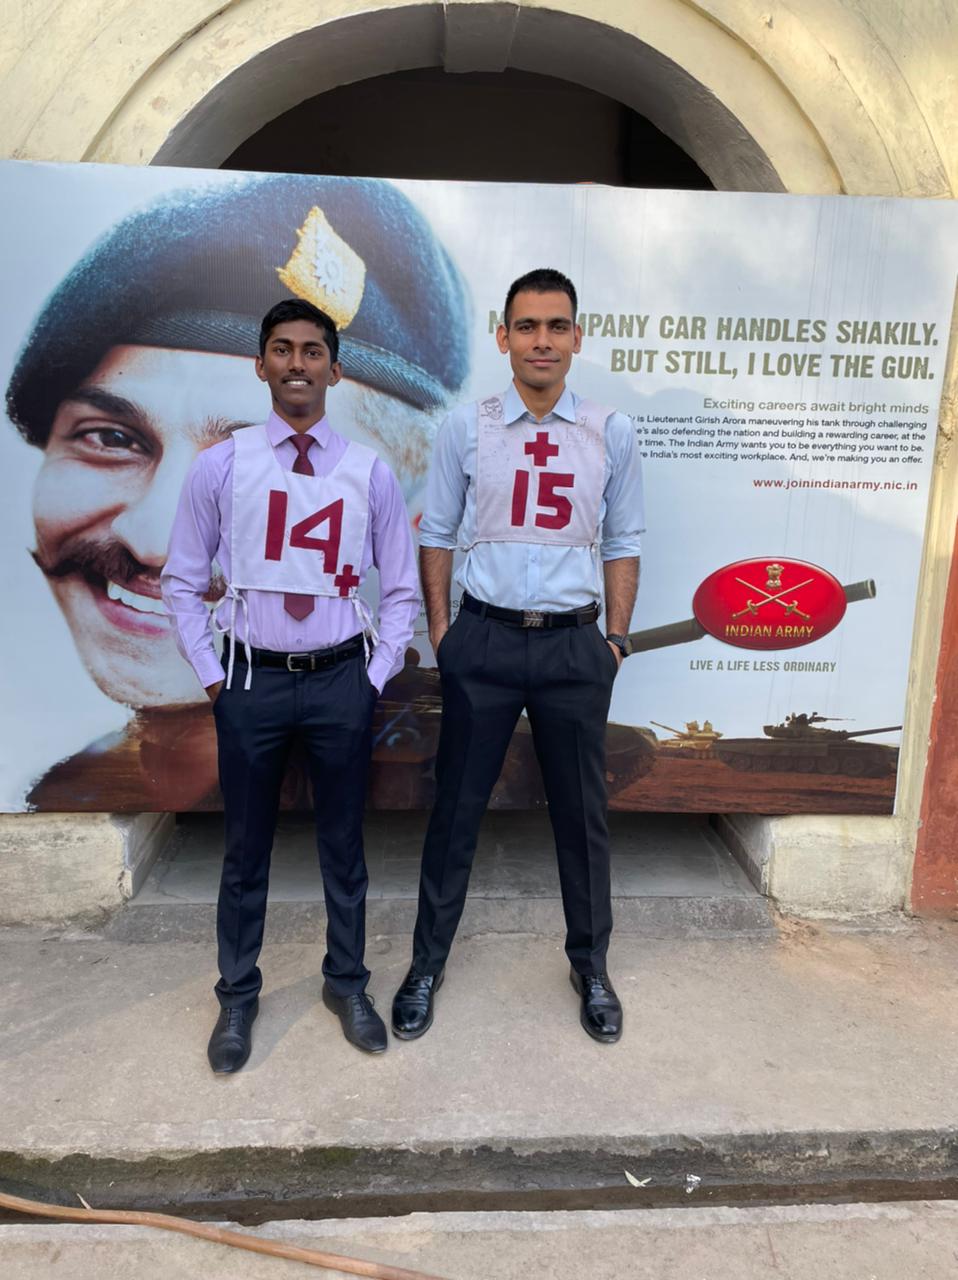 COMPANY CAR HANDLES SHAKILY.
BUT STILL, I LOVE THE GUN.
Exciting careers await bright minds
is Lieutenant Girish Arora maneuvering his tank through challenging
he's also defending the nation and building a rewarding career, at the
time. The Indian Army wants you to be everything you want to be.
India's most exciting workplace. And, we're making you an offer.
www.joinindianarmy.nic.in
INDIAN ARMY
LIVE A LIFE LESS ORDINARY
14
15